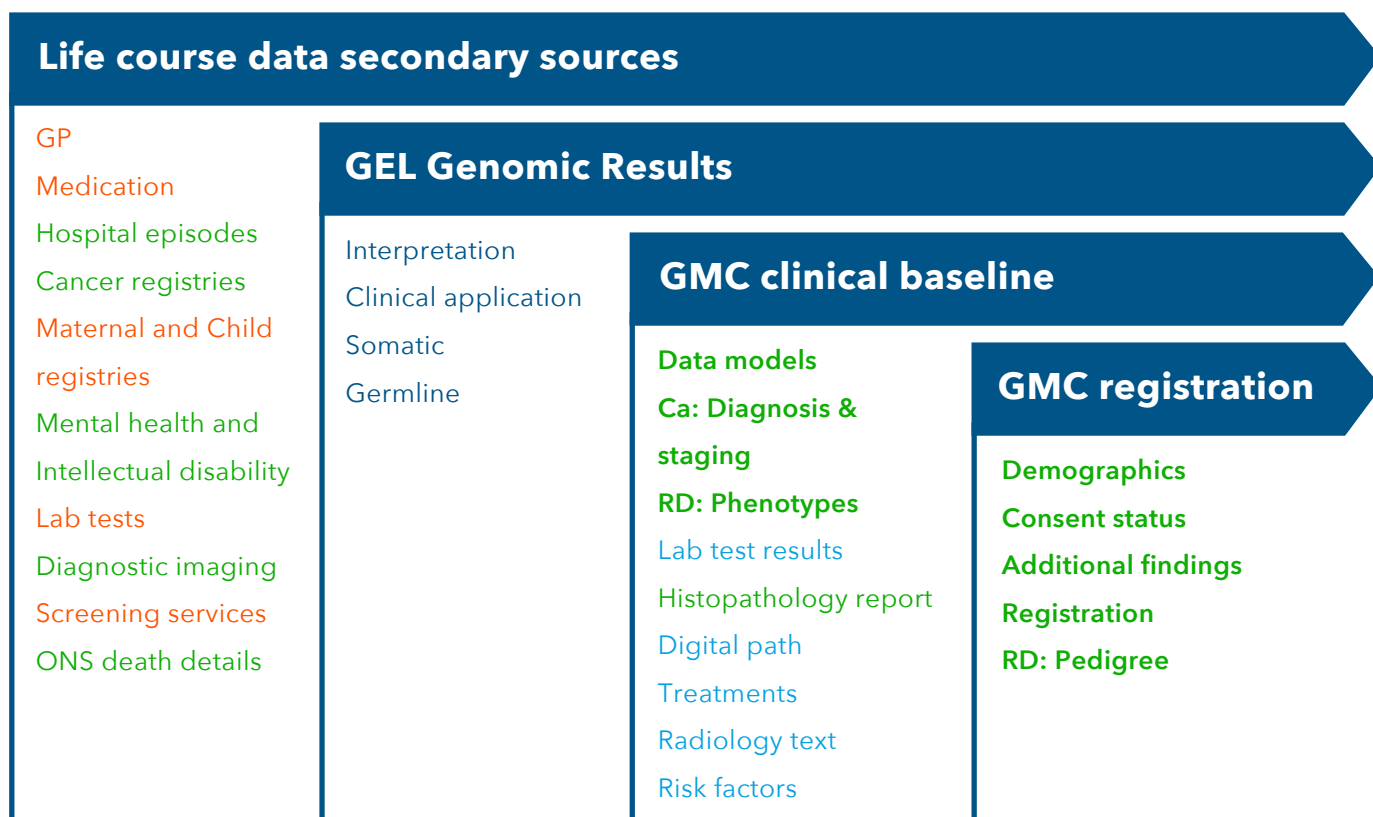 Life course data secondary sources
GP
Medication
Hospital episodes
Cancer registries
Maternal and Child
registries
Mental health and
Intellectual disability
Lab tests
Diagnostic imaging
Screening services
ONS death details
GEL Genomic Results
Interpretation
Clinical application
Somatic
Germline
GMC clinical baseline
Data models
Ca: Diagnosis &
staging
RD: Phenotypes
Lab test results
Histopathology report
Digital path
Treatments
Radiology text
Risk factors
GMC registration
Demographics
Consent status
Additional findings
Registration
RD: Pedigree